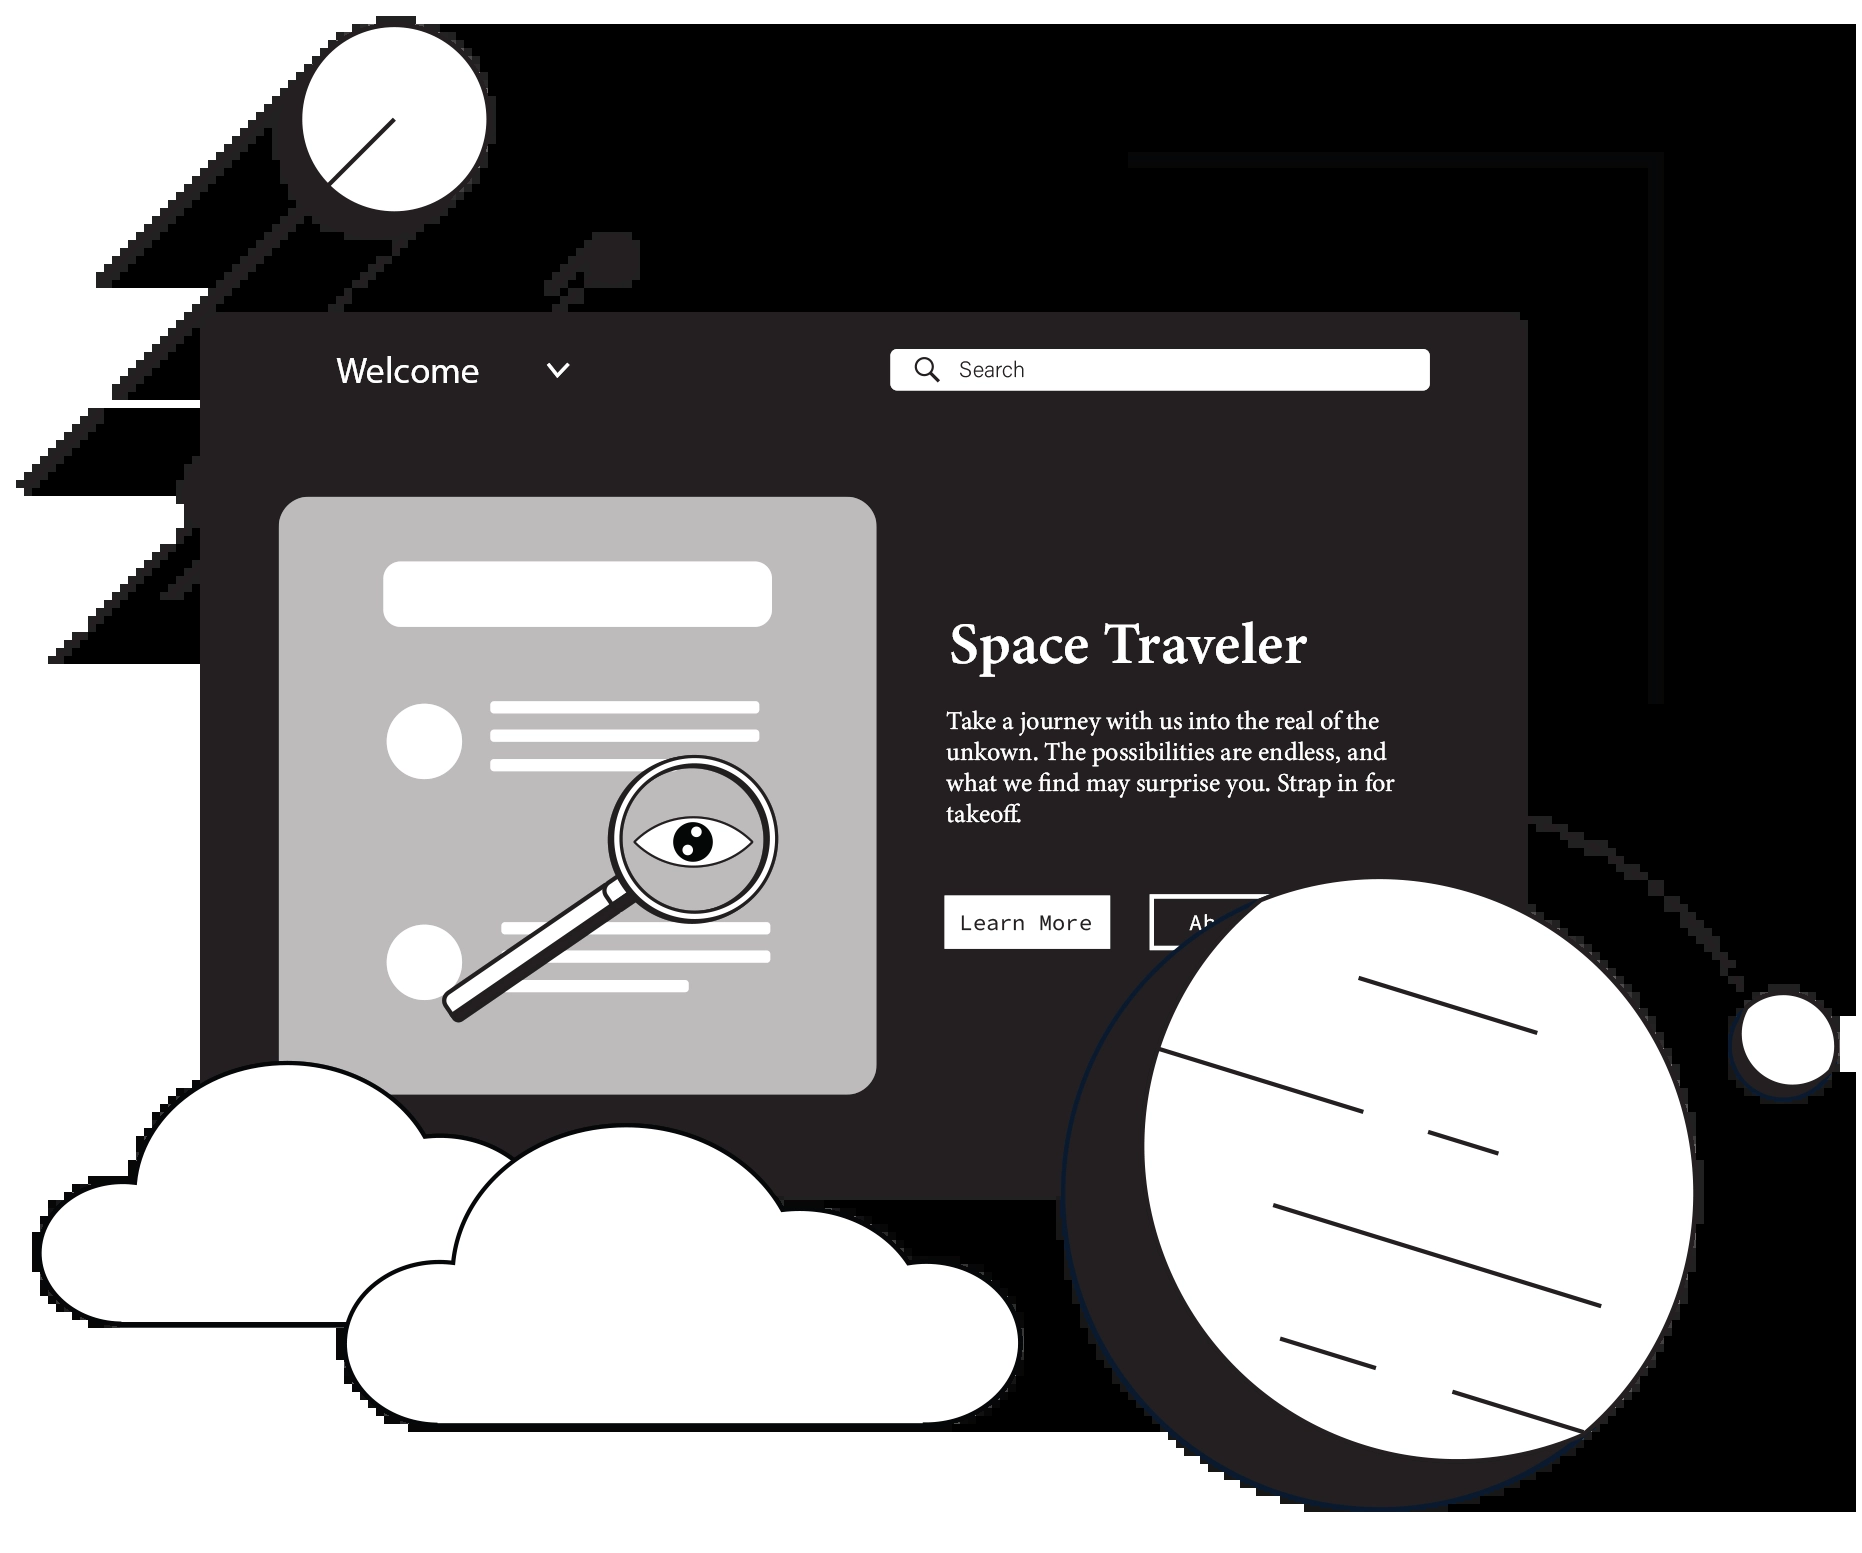 Welcome
Search
Space Traveler
Take a journey with us into the real of the
unkown. The possibilities are endless, and
what we find may surprise you. Strap in for
takeoff.
Learn More
Ab